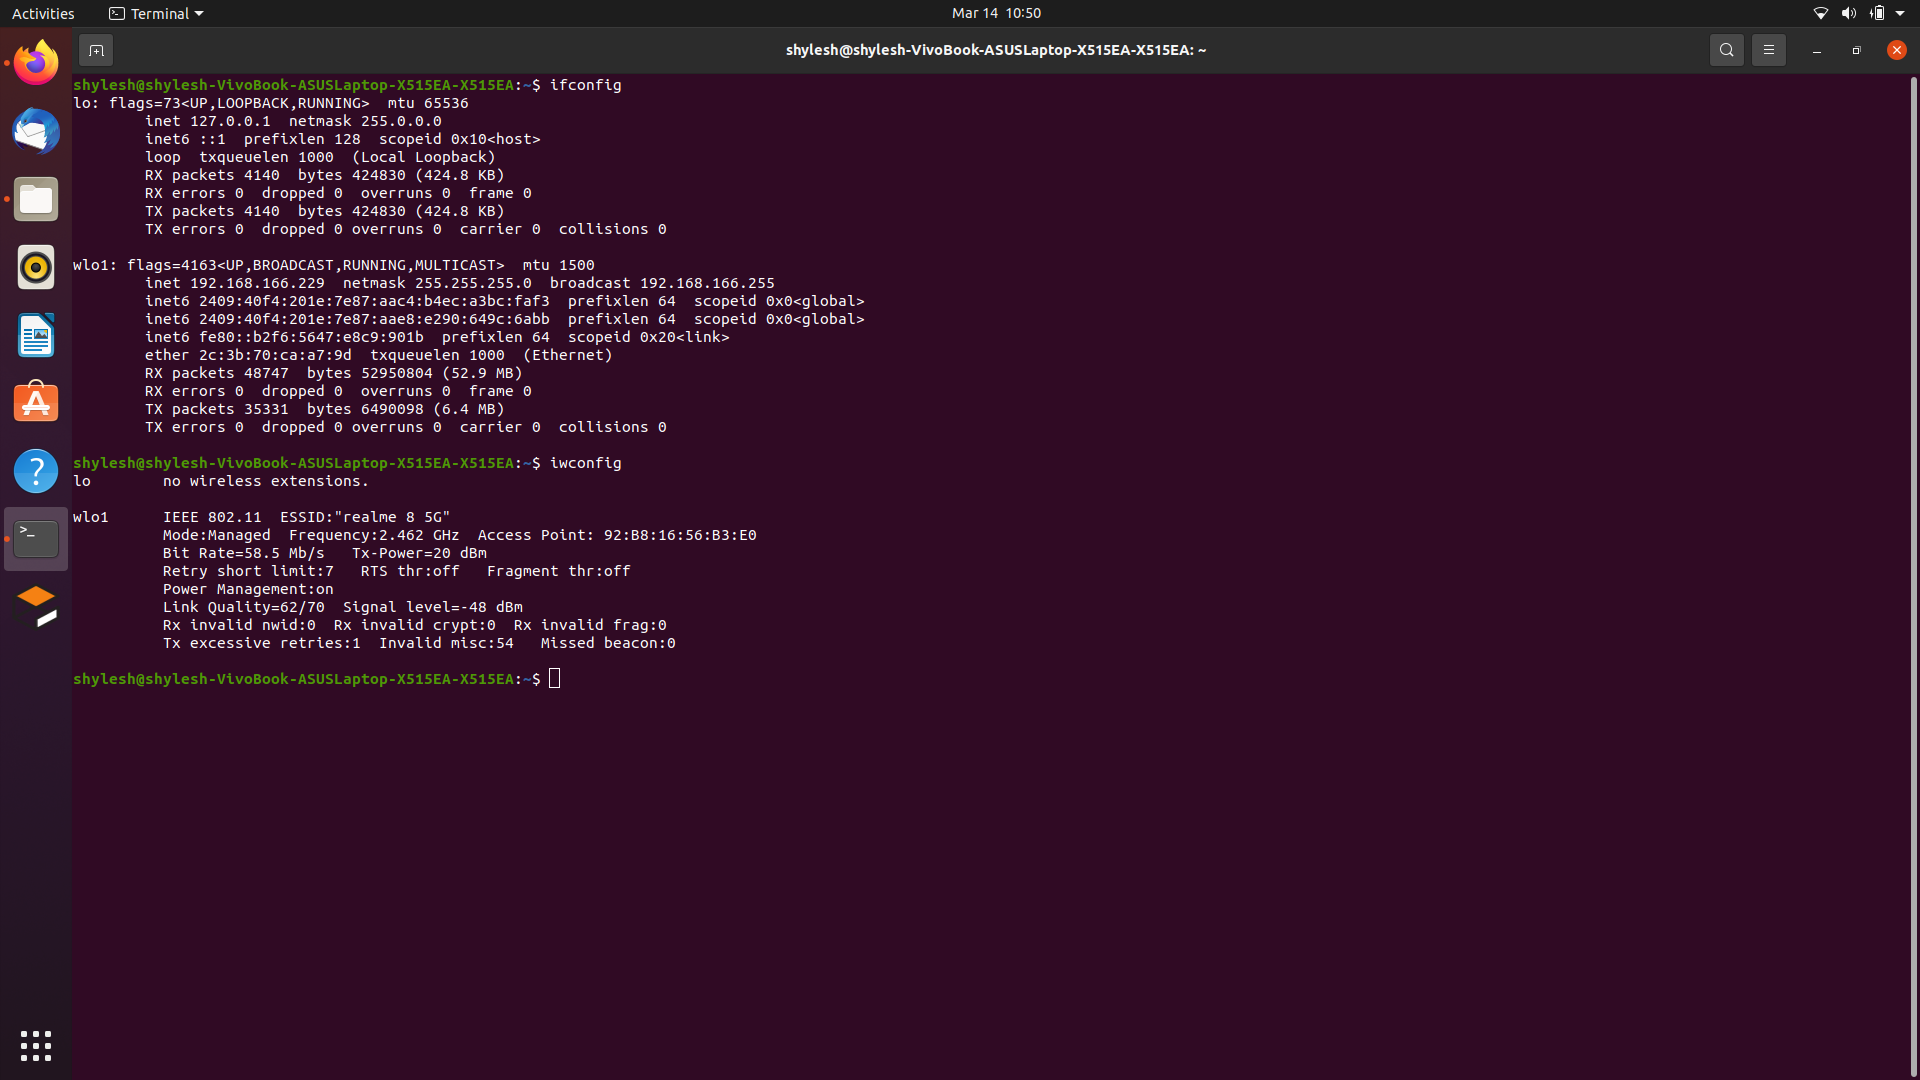 Activities Terminal Mar 14 10:50
shylesh@shylesh-VivoBook-ASUSLaptop-X515EA-X515EA: ~
shylesh@shylesh-VivoBook-ASUSLaptop-X515EA-X515EA:~$ ifconfig
lo: flags=73<UP,LOOPBACK,RUNNING>  mtu 65536
        inet 127.0.0.1  netmask 255.0.0.0
        inet6 ::1  prefixlen 128  scopeid 0x10<host>
        loop  txqueuelen 1000  (Local Loopback)
        RX packets 4140  bytes 424830 (424.8 KB)
        RX errors 0  dropped 0  overruns 0  frame 0
        TX packets 4140  bytes 424830 (424.8 KB)
        TX errors 0  dropped 0 overruns 0  carrier 0  collisions 0

wlo1: flags=4163<UP,BROADCAST,RUNNING,MULTICAST>  mtu 1500
        inet 192.168.166.229  netmask 255.255.255.0  broadcast 192.168.166.255
        inet6 2409:40f4:201e:7e87:aac4:b4ec:a3bc:faf3  prefixlen 64  scopeid 0x0<global>
        inet6 2409:40f4:201e:7e87:aae8:e290:649c:6abb  prefixlen 64  scopeid 0x0<global>
        inet6 fe80::b2f6:5647:e8c9:901b  prefixlen 64  scopeid 0x20<link>
        ether 2c:3b:70:ca:a7:9d  txqueuelen 1000  (Ethernet)
        RX packets 48747  bytes 52950804 (52.9 MB)
        RX errors 0  dropped 0  overruns 0  frame 0
        TX packets 35331  bytes 6490098 (6.4 MB)
        TX errors 0  dropped 0 overruns 0  carrier 0  collisions 0

shylesh@shylesh-VivoBook-ASUSLaptop-X515EA-X515EA:~$ iwconfig
lo        no wireless extensions.

wlo1      IEEE 802.11  ESSID:"realme 8 5G"
          Mode:Managed  Frequency:2.462 GHz  Access Point: 92:B8:16:56:B3:E0
          Bit Rate=58.5 Mb/s   Tx-Power=20 dBm
          Retry short limit:7   RTS thr:off   Fragment thr:off
          Power Management:on
          Link Quality=62/70  Signal level=-48 dBm
          Rx invalid nwid:0  Rx invalid crypt:0  Rx invalid frag:0
          Tx excessive retries:1  Invalid misc:54   Missed beacon:0

shylesh@shylesh-VivoBook-ASUSLaptop-X515EA-X515EA:~$